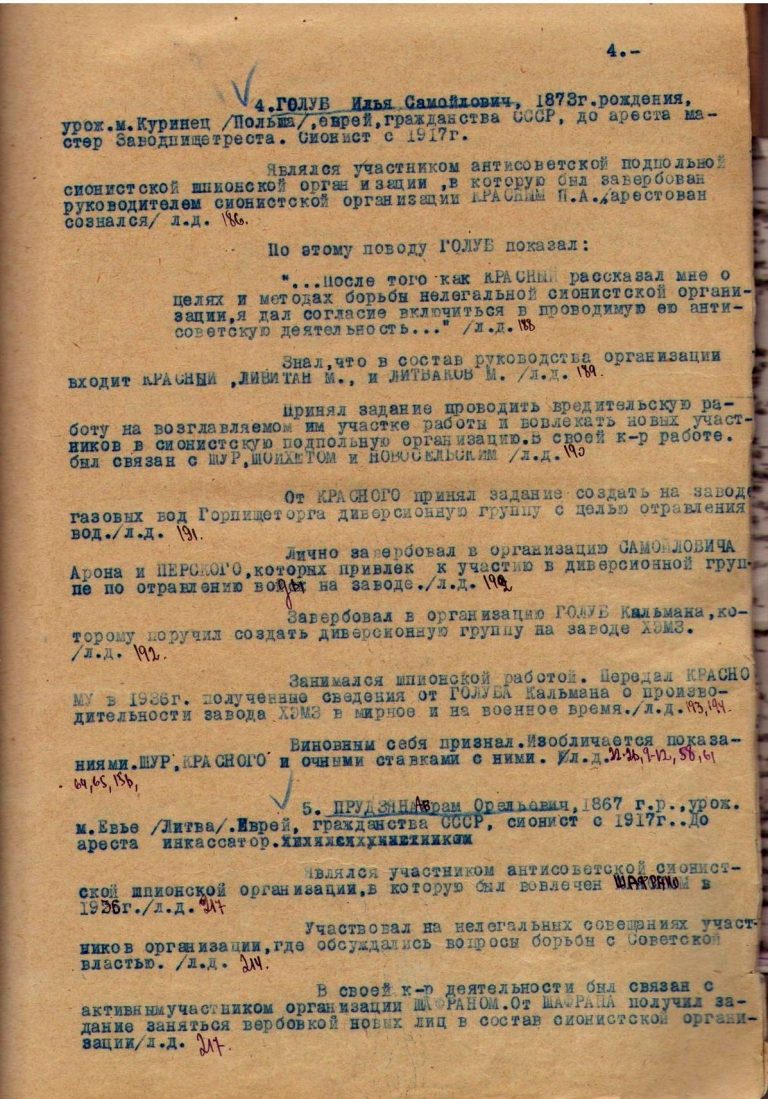 4.-
4.ГОЛУБ Илья Самойлович, 1873г.рождения,
урож.м.Куринец /Польша/,еврей,гражданства СССР, до ареста ма-
стер Заводпищетреста. Сионист с 1917г.
Являлся участником антисоветской подпольной
сионистской шпионской организации ,в которую был завербован
руководителем сионистской организации КРАСНЫМ П.А.,арестован
сознался/ л.д. 186.
По этому поводу ГОЛУБ показал:
"...После того как КРАСНЫЙ рассказал мне о
целях и методах борьбы нелегальной сионистской органи-
зации,я дал согласие включиться в проводимую ею анти-
советскую деятельность..." /л.д.188
Знал,что в состав руководства организации
входит КРАСНЫЙ ,ЛИВИТАН М., и ЛИТВАКОВ М. /л.д. 189.
Принял задание проводить вредительскую ра-
боту на возглавляемом им участке работы и вовлекать новых участ-
ников в сионистскую подпольную организацию.В своей к-р работе.
был связан с ШУР,ШОЙХЕТОМ и НОВОСЕЛЬСКИМ /л.д.190
От КРАСНОГО принял задание создать на заводе
газовых вод Горпищеторга диверсионную группу с целью отравления
вод./л.д. 191.
Лично завербовал в организацию САМОЙЛОВИЧА
Арона и ПЕРСКОГО,которых привлек к участию в диверсионной груп-
пе по отравлению воды на заводе./л.д. 192
Завербовал в организацию ГОЛУБ Кальмана,ко-
торому поручил создать диверсионную группу на заводе ХЭМЗ.
/л.д. 192.
Занимался шпионской работой. Передал КРАСНО
МУ в 1936г. полученные сведения от ГОЛУБА Кальмана о произво-
дительности завода ХЭМЗ в мирное и на военное время./л.д.193,194.
Виновным себя признал.Изобличается показа-
ниями.ШУР,КРАСНОГО и очными ставками с ними. /л.д.22-26,9-12,58,61
64,65,156,
5. ПРУДЗЯН Абрам Орельевич,1867 г.р.,урож.
м.Евье /Литва/.Еврей, гражданства СССР, сионист с 1917г..До
ареста инкассатор.
Являлся участником антисоветской сионист-
ской шпионской организации,в которую был вовлечен ШАФРАНОМ в
1936г./л.д.217
Участвовал на нелегальных совещаниях участ-
ников организации,где обсуждались вопросы борьбы с Советской
властью. /л.д. 214.
В своей к-р деятельности был связан с
активнымучастником организации ШАФРАНОМ.От ШАФРАНА получил за-
дание заняться вербовкой новых лиц в состав сионистской органи-
зации/л.д. 217.